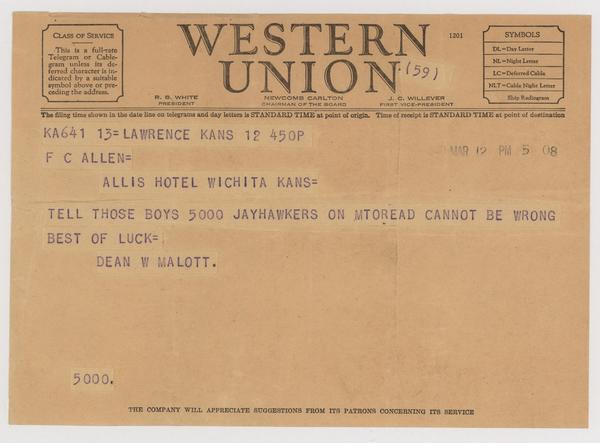 CLASS OF SERVICE
This is a full-rate
Telegram or Cable-
gram unless its de-
ferred character is in-
dicated by a suitable
symbol above or pre-
ceding the address.
WESTERN
UNION
1201
(59)
R. B. WHITE
PRESIDENT
NEWCOMB CARLTON
CHAIRMAN OF THE BOARD
J. C. WILLEVER
FIRST VICE-PRESIDENT
SYMBOLS
DL=Day Letter
NL=Night Letter
LC=Deferred Cable
NLT=Cable Night Letter
Ship Radiogram
The filing time shown in the date line on telegrams and day letters is STANDARD TIME at point of origin. Time of receipt is STANDARD TIME at point of destination
KA641 13=LAWRENCE KANS 12 450P
MAR 12 PM 5 08
F C ALLEN=
ALLIS HOTEL WICHITA KANS=
TELL THOSE BOYS 5000 JAYHAWKERS ON MTOREAD CANNOT BE WRONG
BEST OF LUCK=
DEAN W MALOTT.
5000.
THE COMPANY WILL APPRECIATE SUGGESTIONS FROM ITS PATRONS CONCERNING ITS SERVICE